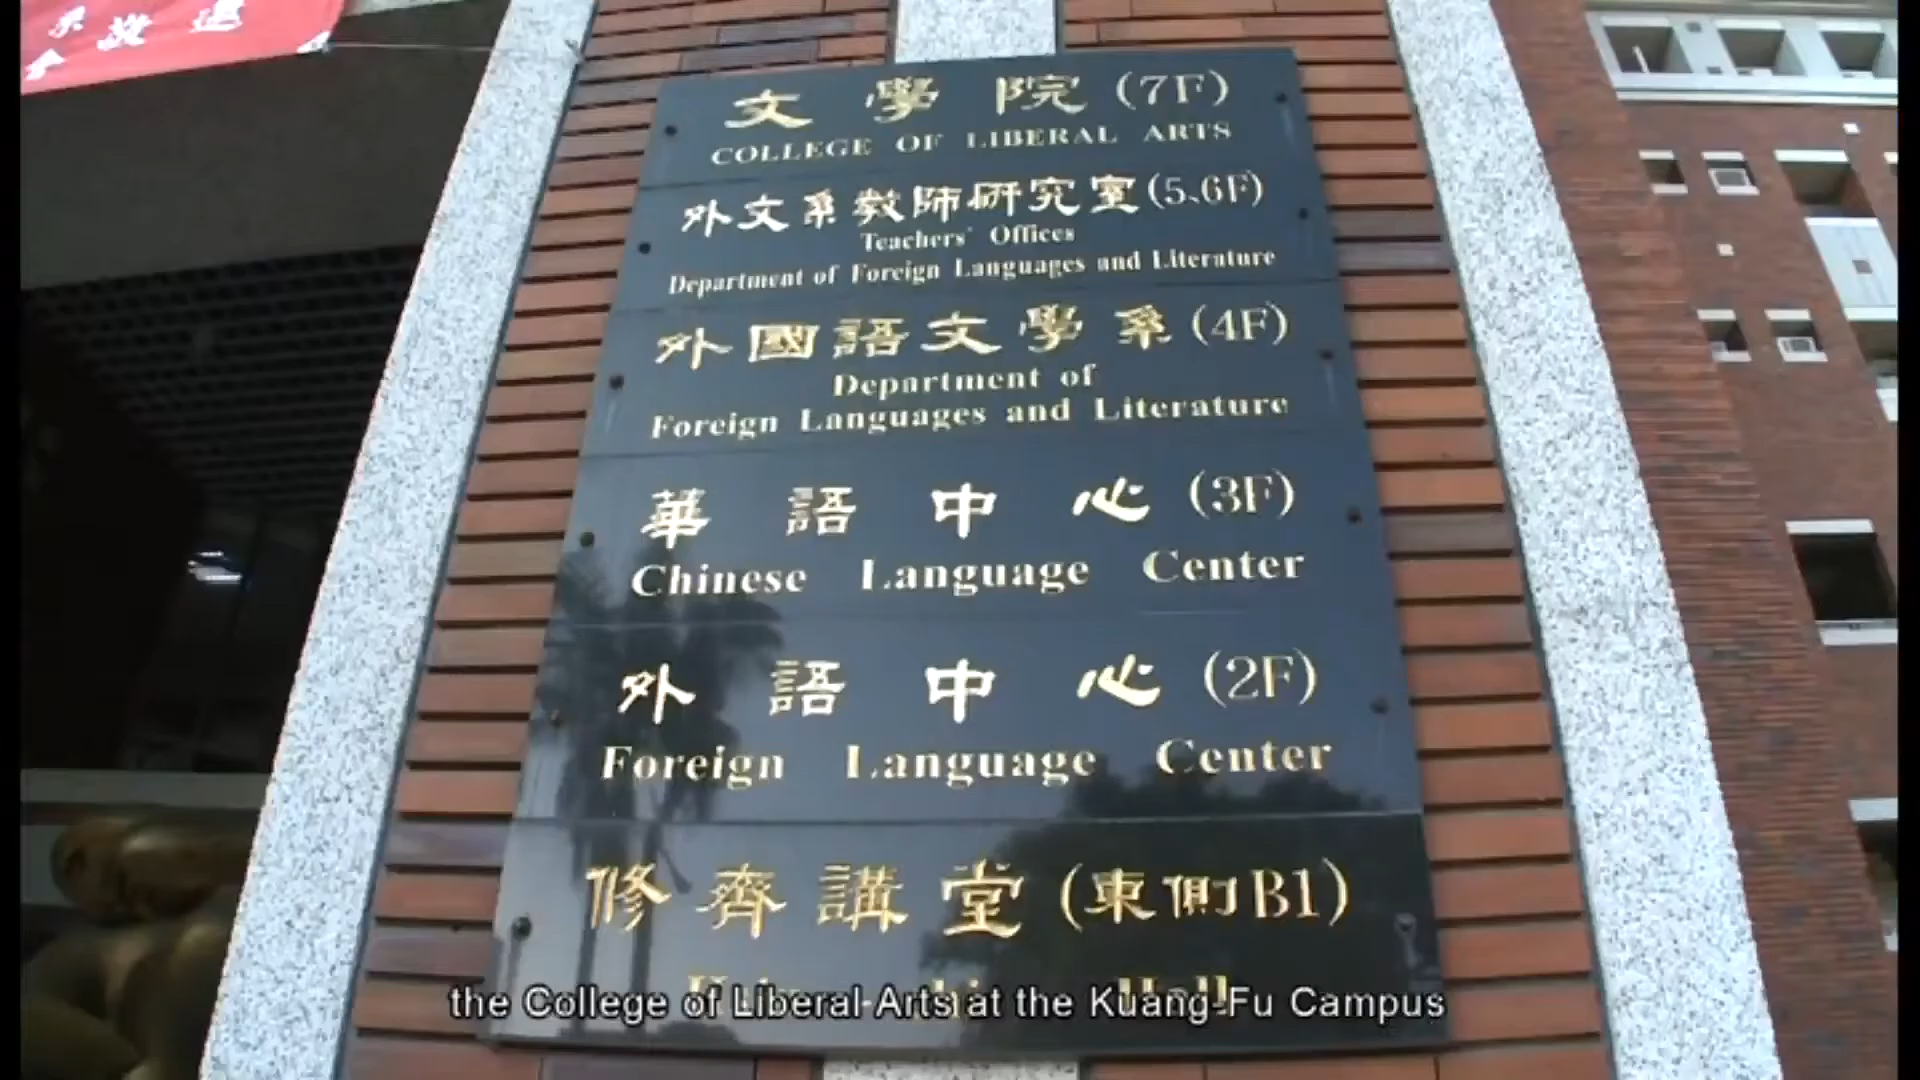 文學院(7F)
COLLEGE OF LIBERAL ARTS
外文系教師研究室(5、6F)
Teachers' Offices
Department of Foreign Languages and Literature
外國語文學系(4F)
Department of
Foreign Languages and Literature
華語中心(3F)
Chinese Language Center
外語中心(2F)
Foreign Language Center
修齊講堂(東側B1)
Hall
the College of Liberal Arts at the Kuang-Fu Campus